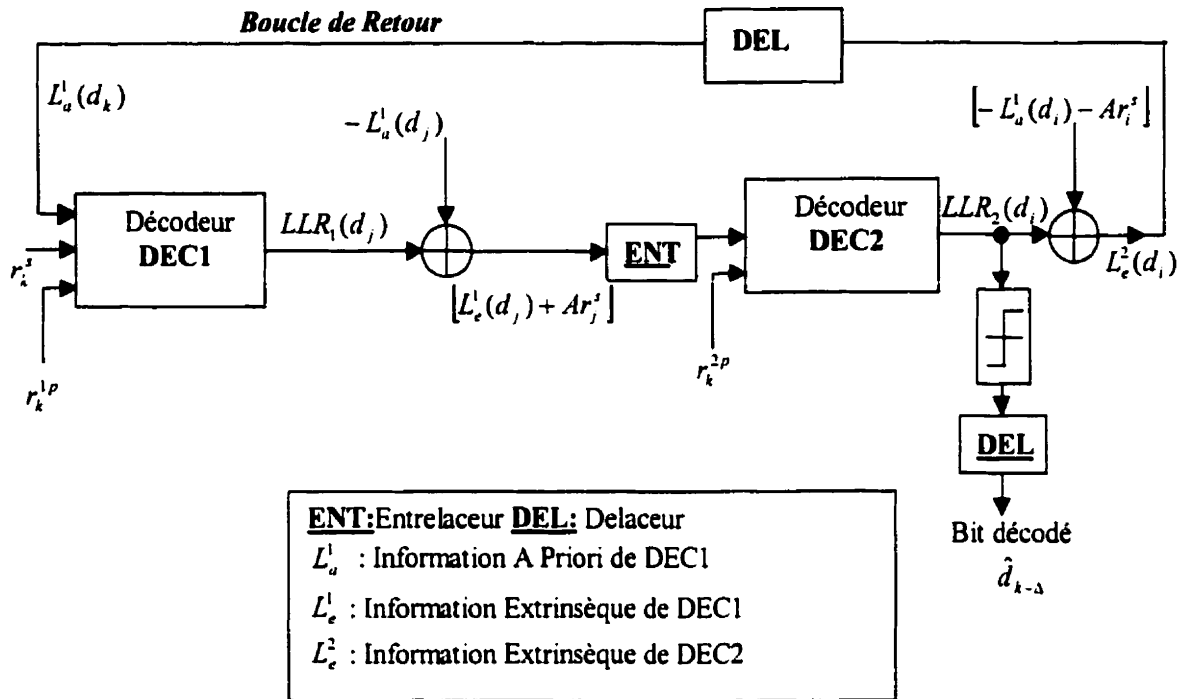 Boucle de Retour
DEL
L_a^1(d_k)
-L_a^1(d_j)
[-L_a^1(d_i) - Ar_i^s]
Décodeur
DEC1
LLR_1(d_j)
ENT
Décodeur
DEC2
LLR_2(d_i)
L_e^2(d_i)
[L_e^1(d_j) + Ar_j^s]
r_k^{1p}
r_k^{2p}
DEL
Bit décodé
\hat{d}_{k-Δ}
ENT:Entrelaceur DEL: Delaceur
L_a^1 : Information A Priori de DEC1
L_e^1 : Information Extrinsèque de DEC1
L_e^2 : Information Extrinsèque de DEC2